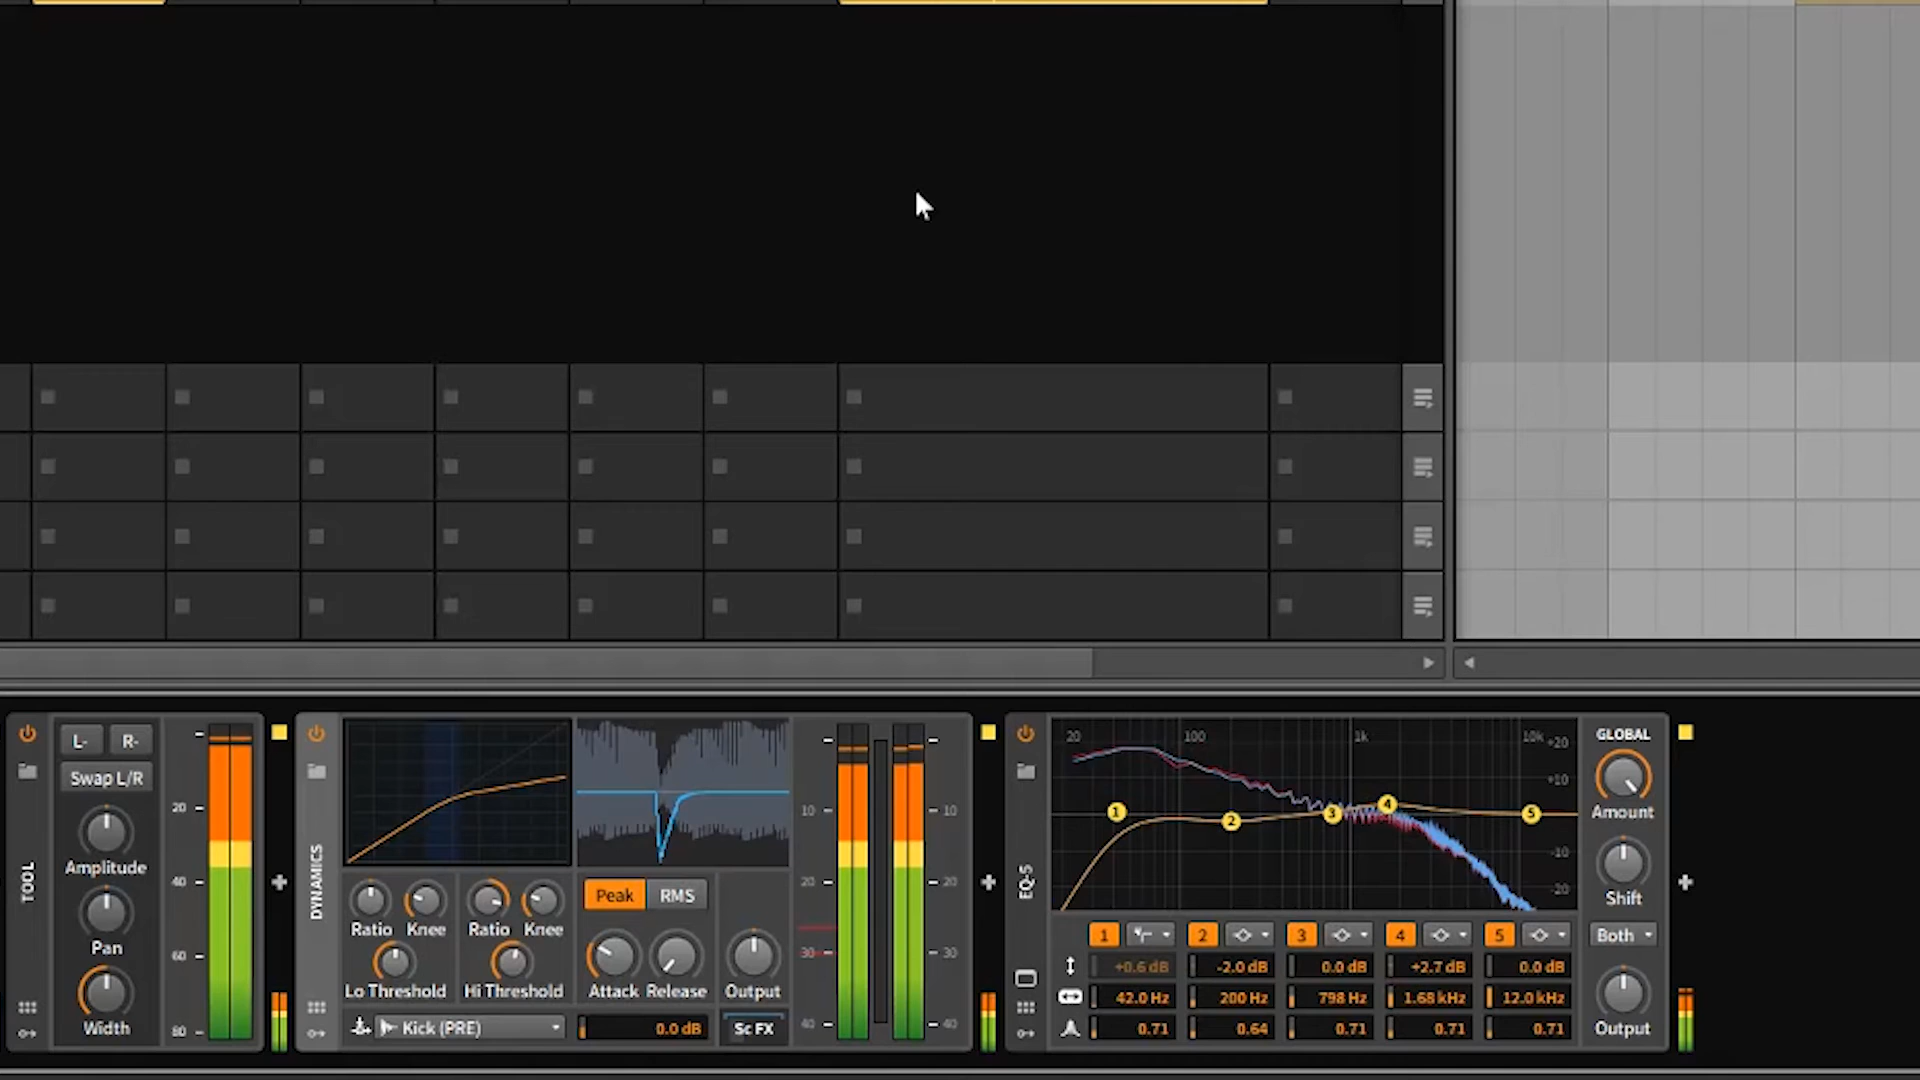 TOOL
L-
R-
Swap L/R
Amplitude
Pan
Width
20
40
60
80
DYNAMICS
Ratio
Knee
Ratio
Knee
Lo Threshold
Hi Threshold
Kick (PRE)
Peak
RMS
Attack
Release
Output
0.0 dB
Sc FX
10
20
30
40
10
20
30
40
EQ-5
20
100
1k
10k
+20
+10
-10
-20
1
2
3
4
5
1
2
3
4
5
+0.6 dB
-2.0 dB
0.0 dB
+2.7 dB
0.0 dB
42.0 Hz
200 Hz
798 Hz
1.68 kHz
12.0 kHz
0.71
0.64
0.71
0.71
0.71
GLOBAL
Amount
Shift
Both
Output